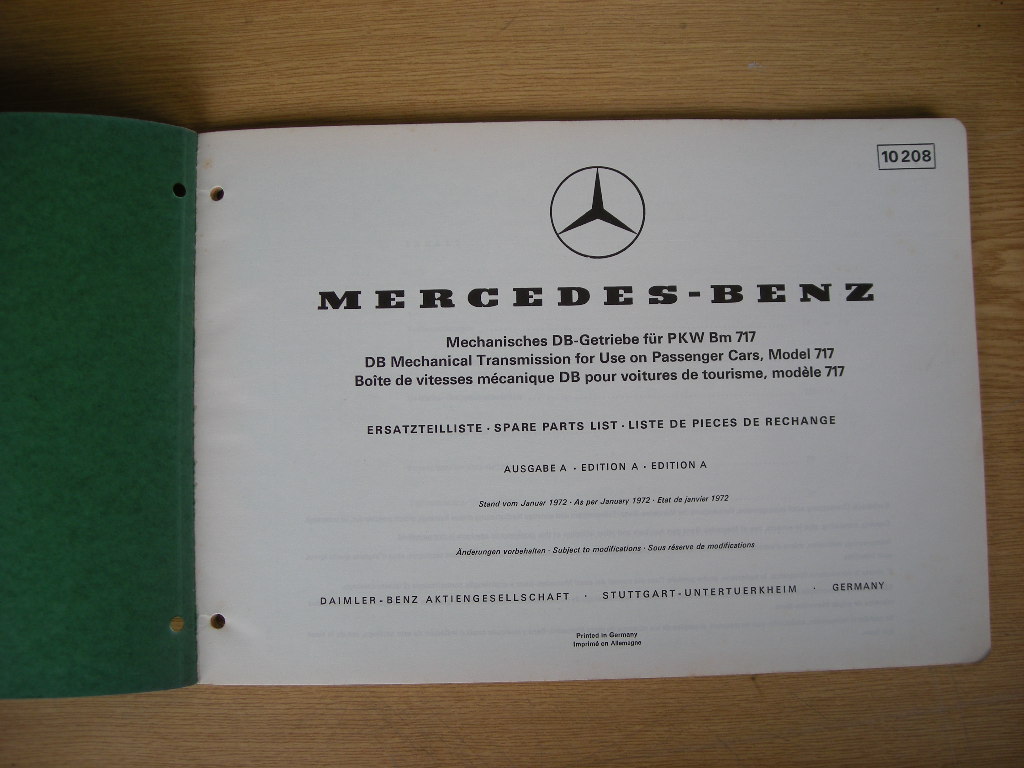 10 208
MERCEDES-BENZ
Mechanisches DB-Getriebe für PKW Bm 717
DB Mechanical Transmission for Use on Passenger Cars, Model 717
Boîte de vitesses mécanique DB pour voitures de tourisme, modèle 717
ERSATZTEILLISTE · SPARE PARTS LIST · LISTE DE PIECES DE RECHANGE
AUSGABE A · EDITION A · EDITION A
Stand vom Januar 1972 · As per January 1972 · Etat de janvier 1972
Änderungen vorbehalten · Subject to modifications · Sous réserve de modifications
DAIMLER-BENZ AKTIENGESELLSCHAFT · STUTTGART-UNTERTUERKHEIM · GERMANY
Printed in Germany
Imprimé en Allemagne